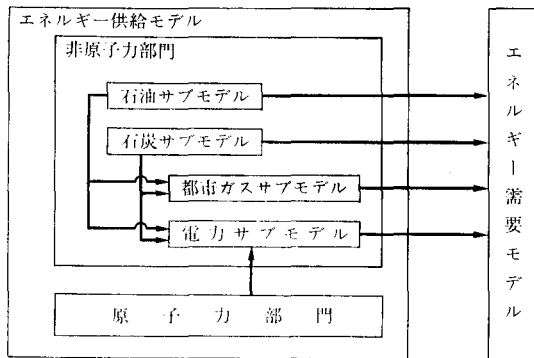 エネルギー供給モデル
非原子力部門
石油サブモデル
石炭サブモデル
都市ガスサブモデル
電力サブモデル
原子力部門
エネルギー需要モデル